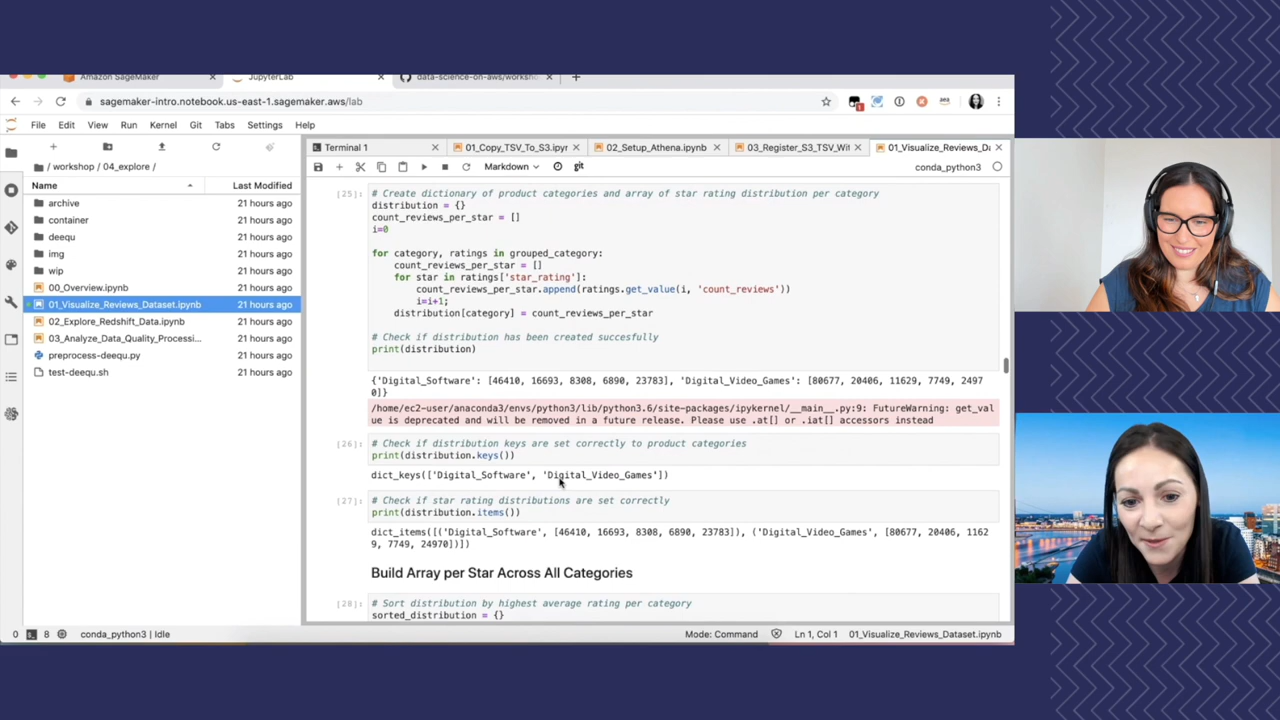 Amazon SageMaker
JupyterLab
data-science-on-aws/worksh
sagemaker-intro.notebook.us-east-1.sagemaker.aws/lab
File Edit View Run Kernel Git Tabs Settings Help
/ workshop / 04_explore /
Name Last Modified
archive 21 hours ago
container 21 hours ago
deequ 21 hours ago
img 21 hours ago
wip 21 hours ago
00_Overview.ipynb 21 hours ago
01_Visualize_Reviews_Dataset.ipynb 21 hours ago
02_Explore_Redshift_Data.ipynb 21 hours ago
03_Analyze_Data_Quality_Processi... 21 hours ago
preprocess-deequ.py 21 hours ago
test-deequ.sh 21 hours ago
Terminal 1
01_Copy_TSV_To_S3.ipyr
02_Setup_Athena.ipynb
03_Register_S3_TSV_Wit
01_Visualize_Reviews_Da
Markdown git conda_python3
[25]: # Create dictionary of product categories and array of star rating distribution per category
distribution = {}
count_reviews_per_star = []
i=0
for category, ratings in grouped_category:
count_reviews_per_star = []
for star in ratings['star_rating']:
count_reviews_per_star.append(ratings.get_value(i, 'count_reviews'))
i=i+1;
distribution[category] = count_reviews_per_star
# Check if distribution has been created succesfully
print(distribution)
{'Digital_Software': [46410, 16693, 8308, 6890, 23783], 'Digital_Video_Games': [80677, 20406, 11629, 7749, 2497
0]}
/home/ec2-user/anaconda3/envs/python3/lib/python3.6/site-packages/ipykernel/__main__.py:9: FutureWarning: get_val
ue is deprecated and will be removed in a future release. Please use .at[] or .iat[] accessors instead
[26]: # Check if distribution keys are set correctly to product categories
print(distribution.keys())
dict_keys(['Digital_Software', 'Digital_Video_Games'])
[27]: # Check if star rating distributions are set correctly
print(distribution.items())
dict_items([('Digital_Software', [46410, 16693, 8308, 6890, 23783]), ('Digital_Video_Games', [80677, 20406, 1162
9, 7749, 24970])])
Build Array per Star Across All Categories
[28]: # Sort distribution by highest average rating per category
sorted_distribution = {}
0 8 conda_python3 | Idle Mode: Command Ln 1, Col 1 01_Visualize_Reviews_Dataset.ipynb